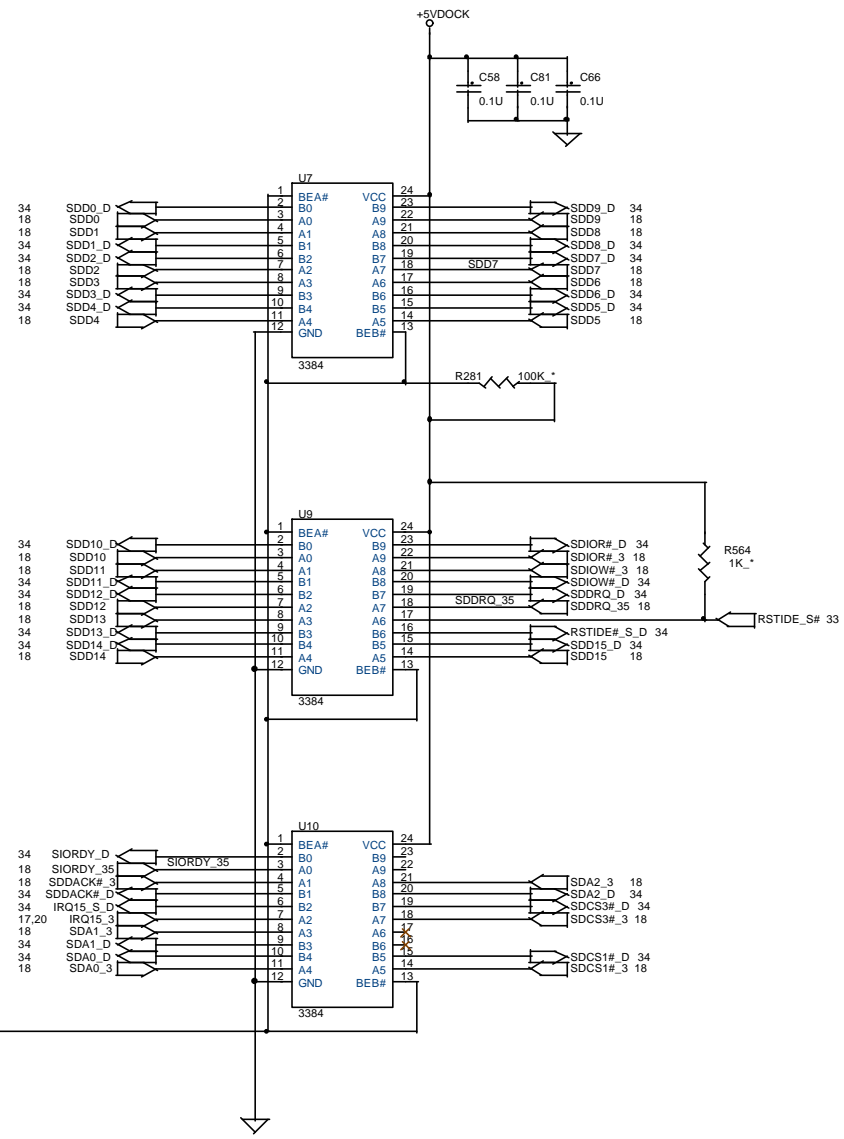 +5VDOCK
C58 C81 C66
0.1U 0.1U 0.1U
U7
1 BEA# VCC 24
34 SDD0_D 2 B0 B9 23 SDD9_D 34
18 SDD0 3 A0 A9 22 SDD9 18
18 SDD1 4 A1 A8 21 SDD8 18
34 SDD1_D 5 B1 B8 20 SDD8_D 34
34 SDD2_D 6 B2 B7 19 SDD7_D 34
18 SDD2 7 A2 A7 18 SDD7 SDD7 18
18 SDD3 8 A3 A6 17 SDD6 18
34 SDD3_D 9 B3 B6 16 SDD6_D 34
34 SDD4_D 10 B4 B5 15 SDD5_D 34
18 SDD4 11 A4 A5 14 SDD5 18
12 GND BEB# 13
3384
R281 100K_*
U9
1 BEA# VCC 24
34 SDD10_D 2 B0 B9 23 SDIOR#_D 34
18 SDD10 3 A0 A9 22 SDIOR#_3 18
18 SDD11 4 A1 A8 21 SDIOW#_3 18
34 SDD11_D 5 B1 B8 20 SDIOW#_D 34
34 SDD12_D 6 B2 B7 19 SDDRQ_D 34
18 SDD12 7 A2 A7 18 SDDRQ_35 SDDRQ_35 18
18 SDD13 8 A3 A6 17 RSTIDE_S# 33
34 SDD13_D 9 B3 B6 16 RSTIDE#_S_D 34
34 SDD14_D 10 B4 B5 15 SDD15_D 34
18 SDD14 11 A4 A5 14 SDD15 18
12 GND BEB# 13
3384
R564
1K_*
U10
1 BEA# VCC 24
34 SIORDY_D 2 B0 B9 23
18 SIORDY_35 SIORDY_35 3 A0 A9 22
18 SDDACK#_3 4 A1 A8 21 SDA2_3 18
34 SDDACK#_D 5 B1 B8 20 SDA2_D 34
34 IRQ15_S_D 6 B2 B7 19 SDCS3#_D 34
17,20 IRQ15_3 7 A2 A7 18 SDCS3#_3 18
18 SDA1_3 8 A3 A6 17
34 SDA1_D 9 B3 B6 16
34 SDA0_D 10 B4 B5 15 SDCS1#_D 34
18 SDA0_3 11 A4 A5 14 SDCS1#_3 18
12 GND BEB# 13
3384